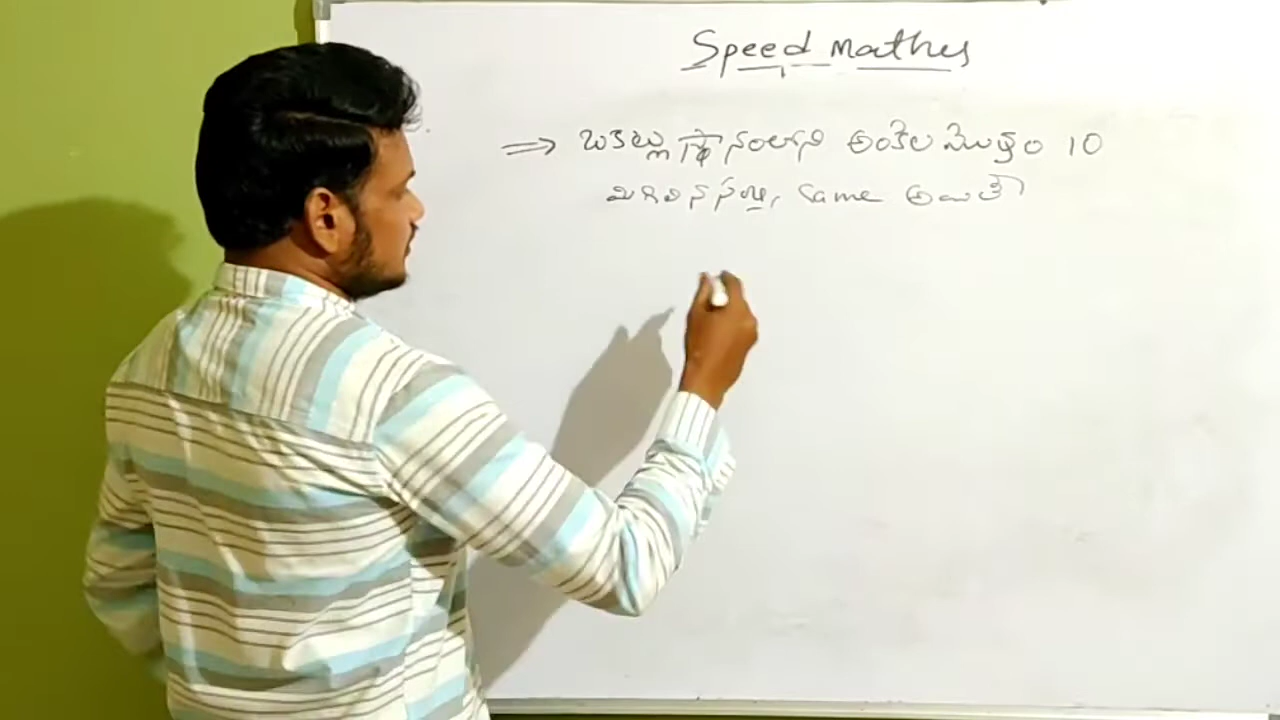 Speed Mathes
⇒ ఒకట్లు స్థానంలోని అంకెల మొత్తం 10
మిగిలిన సంఖ్య, same అయితే